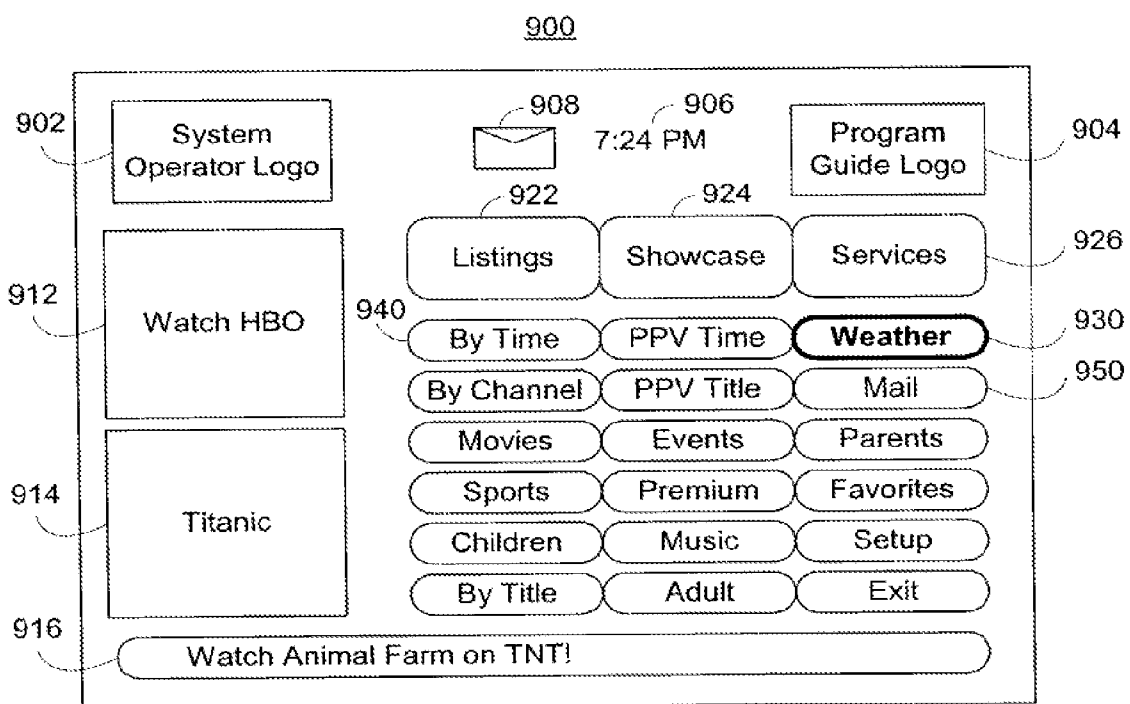 900
902
System
Operator Logo
908
7:24 PM
906
Program
Guide Logo
904
922
924
Listings
Showcase
Services
926
912
Watch HBO
940
By Time
PPV Time
Weather
930
By Channel
PPV Title
Mail
950
Movies
Events
Parents
914
Titanic
Sports
Premium
Favorites
Children
Music
Setup
By Title
Adult
Exit
916
Watch Animal Farm on TNT!